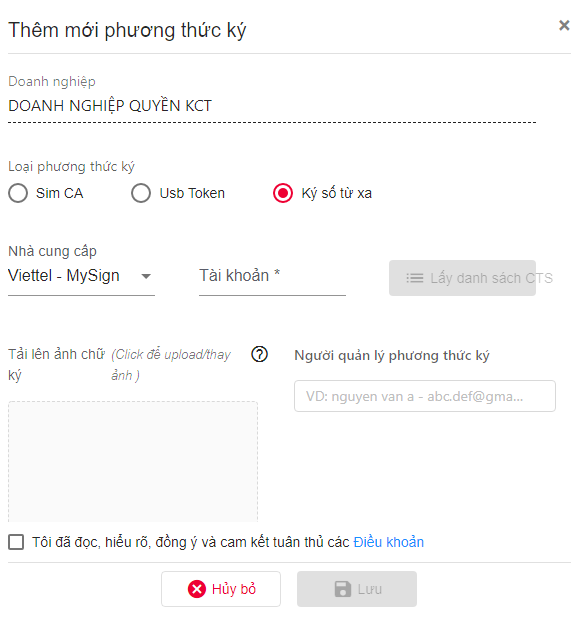 Thêm mới phương thức ký
×
Doanh nghiệp
DOANH NGHIỆP QUYỀN KCT
Loại phương thức ký
Sim CA Usb Token Ký số từ xa
Nhà cung cấp
Viettel - MySign Tài khoản * Lấy danh sách CTS
Tải lên ảnh chữ ký (Click để upload/thay ảnh )
Người quản lý phương thức ký
VD: nguyen van a - abc.def@gma...
Tôi đã đọc, hiểu rõ, đồng ý và cam kết tuân thủ các Điều khoản
Hủy bỏ Lưu